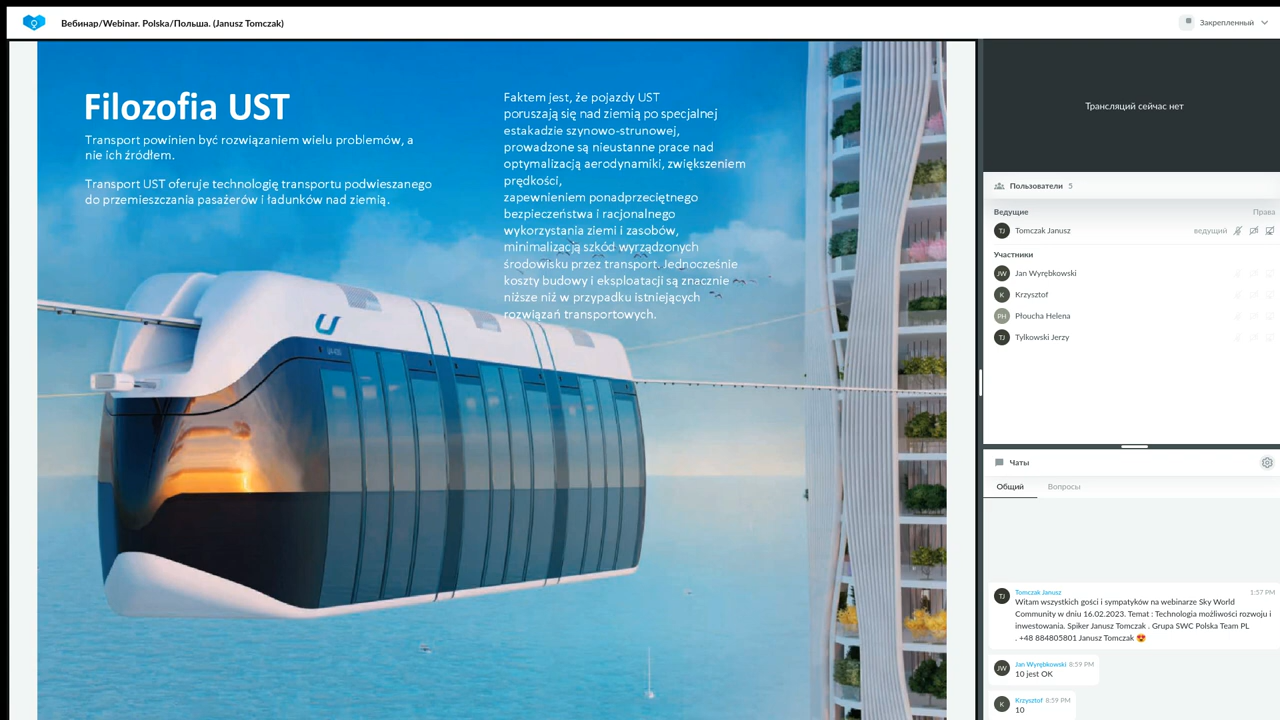 Вебинар/Webinar. Polska/Польша. (Janusz Tomczak)
Закрепленный
Filozofia UST
Transport powinien być rozwiązaniem wielu problemów, a
nie ich źródłem.
Transport UST oferuje technologię transportu podwieszanego
do przemieszczania pasażerów i ładunków nad ziemią.
Faktem jest, że pojazdy UST
poruszają się nad ziemią po specjalnej
estakadzie szynowo-strunowej,
prowadzone są nieustanne prace nad
optymalizacją aerodynamiki, zwiększeniem
prędkości,
zapewnieniem ponadprzeciętnego
bezpieczeństwa i racjonalnego
wykorzystania ziemi i zasobów,
minimalizacją szkód wyrządzonych
środowisku przez transport. Jednocześnie
koszty budowy i eksploatacji są znacznie
niższe niż w przypadku istniejących
rozwiązań transportowych.
Трансляций сейчас нет
Пользователи 5
Ведущие Права
TJ Tomczak Janusz ведущий
Участники
JW Jan Wyrębkowski
K Krzysztof
PH Płoucha Helena
TJ Tylkowski Jerzy
Чаты
Общий Вопросы
TJ Tomczak Janusz 1:57 PM
Witam wszystkich gości i sympatyków na webinarze Sky World
Community w dniu 16.02.2023. Temat : Technologia możliwości rozwoju i
inwestowania. Spiker Janusz Tomczak . Grupa SWC Polska Team PL
. +48 884805801 Janusz Tomczak 😍
JW Jan Wyrębkowski 8:59 PM
10 jest OK
K Krzysztof 8:59 PM
10